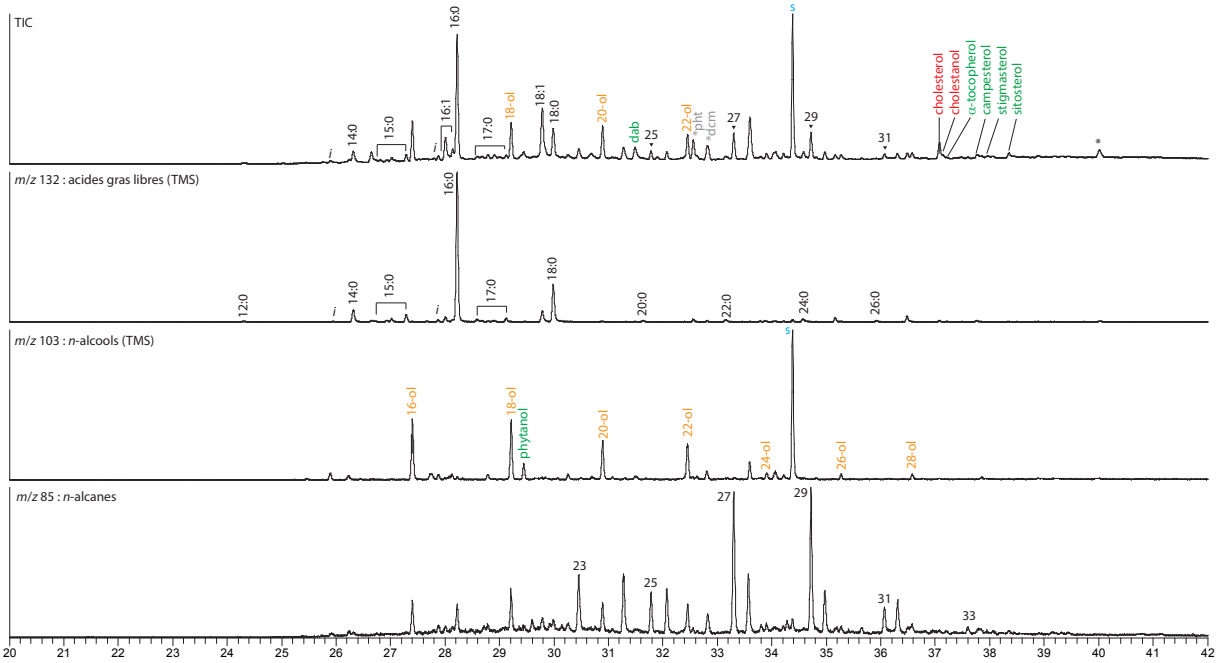 TIC
i
14:0
15:0
i
16:1
16:0
17:0
18-ol
18:1
18:0
20-ol
dab
25
22-ol
*pht
*dcm
27
s
29
31
cholesterol
cholestanol
α-tocopherol
campesterol
stigmasterol
sitosterol
*
m/z 132 : acides gras libres (TMS)
12:0
i
14:0
15:0
i
16:0
17:0
18:0
20:0
22:0
24:0
26:0
m/z 103 : n-alcools (TMS)
16-ol
18-ol
phytanol
20-ol
22-ol
24-ol
s
26-ol
28-ol
m/z 85 : n-alcanes
23
25
27
29
31
33
20 21 22 23 24 25 26 27 28 29 30 31 32 33 34 35 36 37 38 39 40 41 42